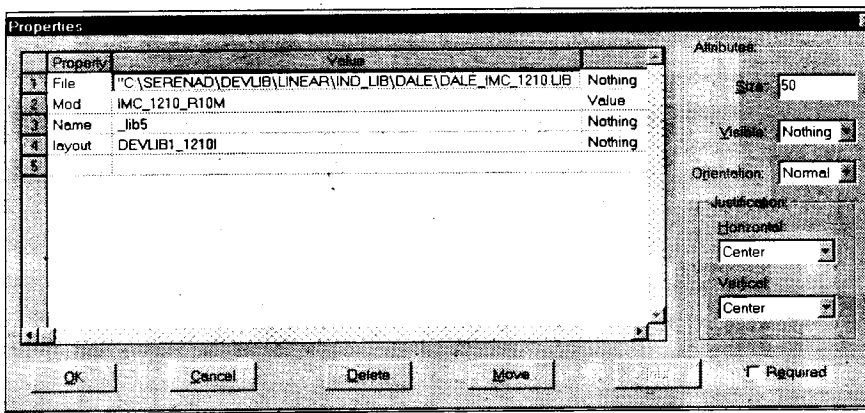 Properties
Property Value
1 File "C:\SERENAD\DEVLIB\LINEAR\IND_LIB\DALE\DALE_IMC_1210.LIB Nothing
2 Mod IMC_1210_R10M Value
3 Name _lib5 Nothing
4 layout DEVLIB1_1210I Nothing
5
Attributes:
Size: 50
Visible: Nothing
Orientation: Normal
Justification:
Horizontal:
Center
Vertical:
Center
OK Cancel Delete Move
Required